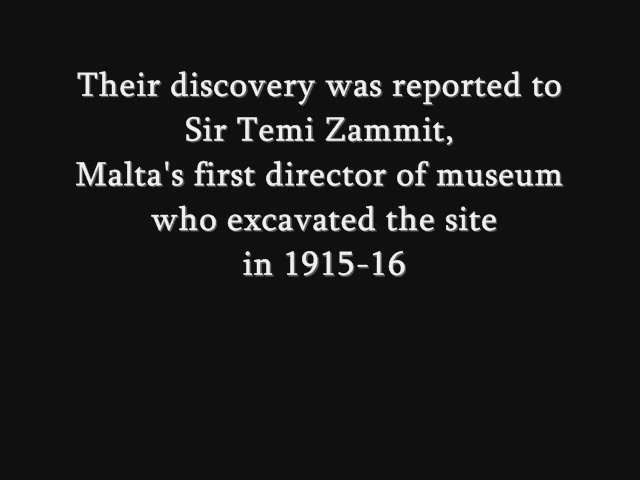 Their discovery was reported to
Sir Temi Zammit,
Malta's first director of museum
who excavated the site
in 1915-16